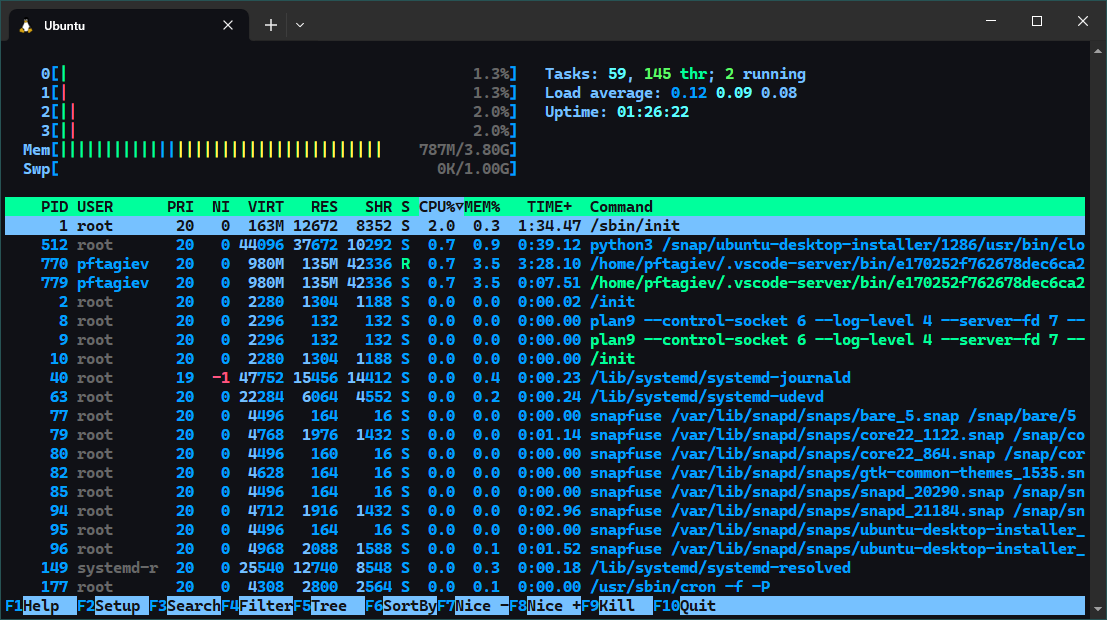 Ubuntu
0[|| 1.3%] Tasks: 59, 145 thr; 2 running
1[| 1.3%] Load average: 0.12 0.09 0.08
2[|| 2.0%] Uptime: 01:26:22
3[|| 2.0%]
Mem[|||||||||||||||||||||||||||||||||||| 787M/3.80G]
Swp[ 0K/1.00G]
PID USER PRI NI VIRT RES SHR S CPU%▽MEM% TIME+ Command
1 root 20 0 163M 12672 8352 S 2.0 0.3 1:34.47 /sbin/init
512 root 20 0 44096 37672 10292 S 0.7 0.9 0:39.12 python3 /snap/ubuntu-desktop-installer/1286/usr/bin/clo
770 pftagiev 20 0 980M 135M 42336 R 0.7 3.5 3:28.10 /home/pftagiev/.vscode-server/bin/e170252f762678dec6ca2
779 pftagiev 20 0 980M 135M 42336 S 0.7 3.5 0:07.51 /home/pftagiev/.vscode-server/bin/e170252f762678dec6ca2
2 root 20 0 2280 1304 1188 S 0.0 0.0 0:00.02 /init
8 root 20 0 2296 132 132 S 0.0 0.0 0:00.00 plan9 --control-socket 6 --log-level 4 --server-fd 7 --
9 root 20 0 2296 132 132 S 0.0 0.0 0:00.00 plan9 --control-socket 6 --log-level 4 --server-fd 7 --
10 root 20 0 2280 1304 1188 S 0.0 0.0 0:00.00 /init
40 root 19 -1 47752 15456 14412 S 0.0 0.4 0:00.23 /lib/systemd/systemd-journald
63 root 20 0 22284 6064 4552 S 0.0 0.2 0:00.24 /lib/systemd/systemd-udevd
77 root 20 0 4496 164 16 S 0.0 0.0 0:00.00 snapfuse /var/lib/snapd/snaps/bare_5.snap /snap/bare/5
79 root 20 0 4768 1976 1432 S 0.0 0.0 0:01.14 snapfuse /var/lib/snapd/snaps/core22_1122.snap /snap/co
80 root 20 0 4496 160 16 S 0.0 0.0 0:00.00 snapfuse /var/lib/snapd/snaps/core22_864.snap /snap/cor
82 root 20 0 4628 164 16 S 0.0 0.0 0:00.00 snapfuse /var/lib/snapd/snaps/gtk-common-themes_1535.sn
85 root 20 0 4496 164 16 S 0.0 0.0 0:00.00 snapfuse /var/lib/snapd/snaps/snapd_20290.snap /snap/sn
94 root 20 0 4712 1916 1432 S 0.0 0.0 0:02.96 snapfuse /var/lib/snapd/snaps/snapd_21184.snap /snap/sn
95 root 20 0 4496 164 16 S 0.0 0.0 0:00.00 snapfuse /var/lib/snapd/snaps/ubuntu-desktop-installer_
96 root 20 0 4968 2088 1588 S 0.0 0.1 0:01.52 snapfuse /var/lib/snapd/snaps/ubuntu-desktop-installer_
149 systemd-r 20 0 25540 12740 8548 S 0.0 0.3 0:00.18 /lib/systemd/systemd-resolved
177 root 20 0 4308 2800 2564 S 0.0 0.1 0:00.00 /usr/sbin/cron -f -P
F1Help F2Setup F3SearchF4FilterF5Tree F6SortByF7Nice -F8Nice +F9Kill F10Quit